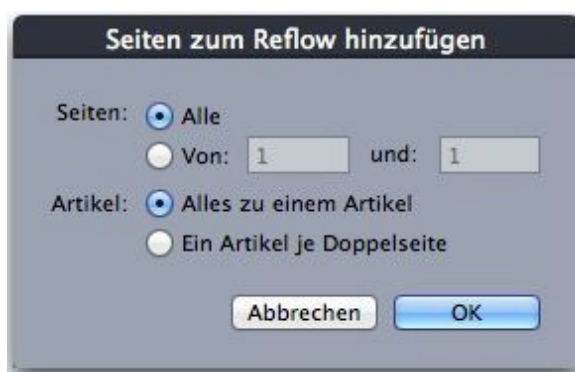 Seiten zum Reflow hinzufügen
Seiten: Alle
Von: 1 und: 1
Artikel: Alles zu einem Artikel
Ein Artikel je Doppelseite
Abbrechen OK